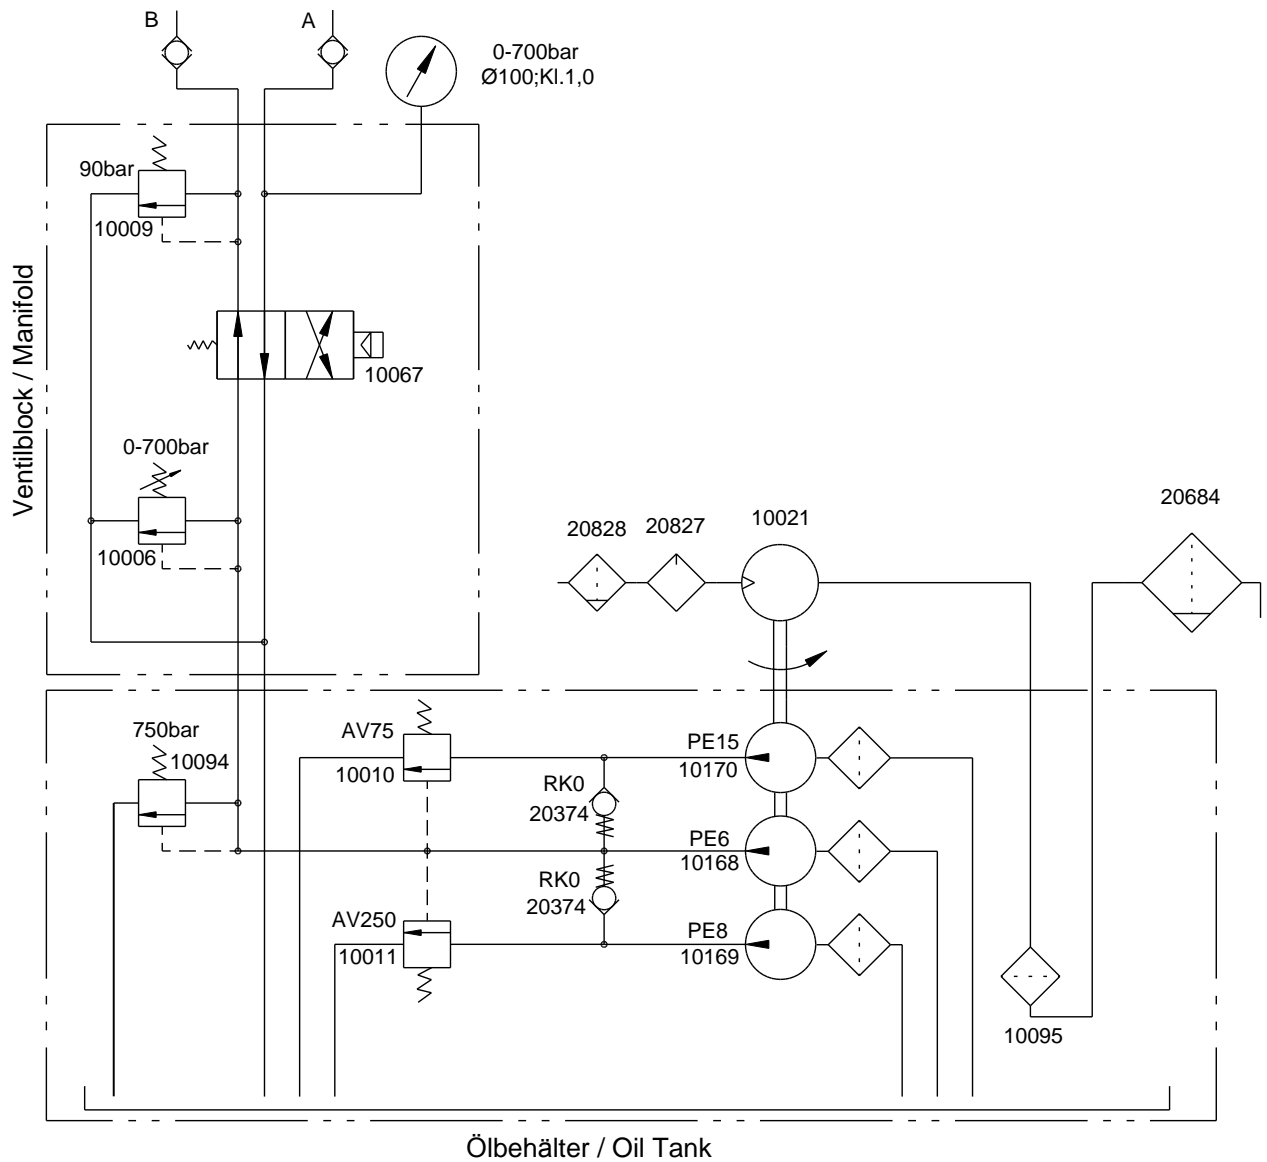 B
A
0-700bar
Ø100;Kl.1,0
90bar
10009
10067
Ventilblock / Manifold
0-700bar
10006
20828
20827
10021
20684
750bar
10094
AV75
10010
PE15
10170
RK0
20374
PE6
10168
RK0
20374
AV250
10011
PE8
10169
10095
Ölbehälter / Oil Tank